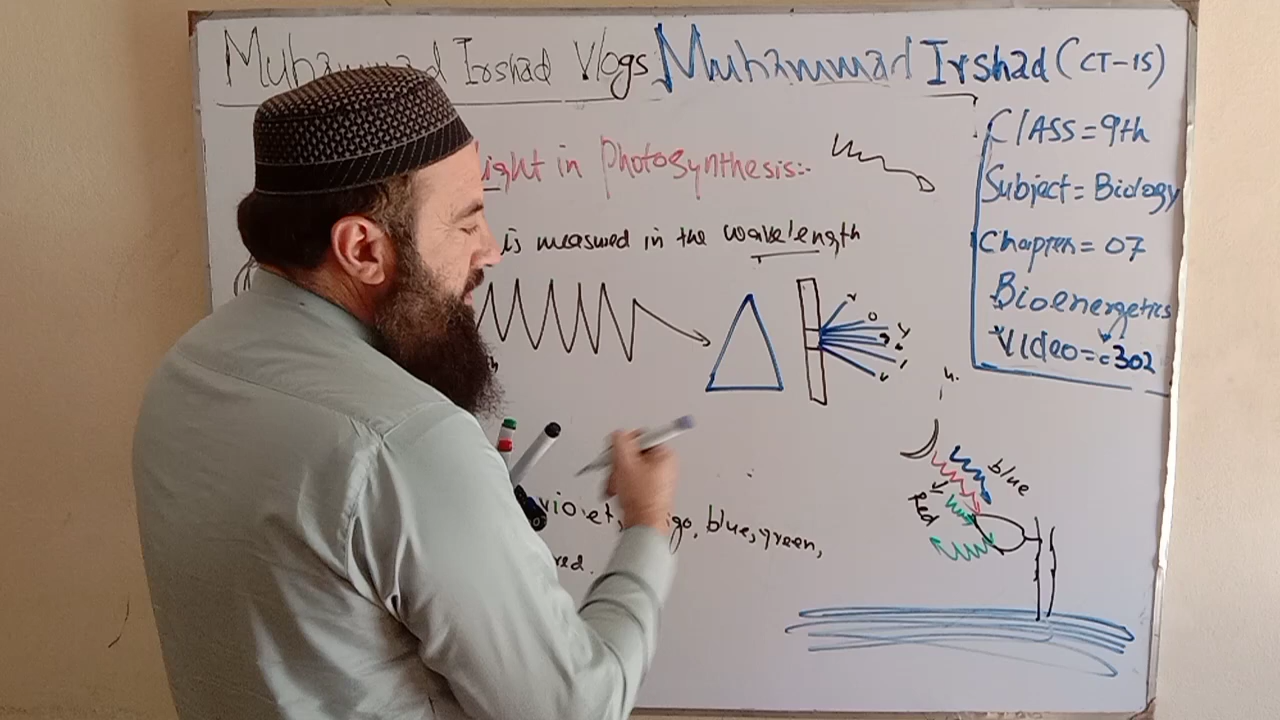 Muhammad Irshad Vlogs Muhammad Irshad (CT-15)
light in Photosynthesis:-
is measured in the wavelength
v
o
y
CLASS = 9th
Subject = Biology
Chapter = 07
Bioenergetics
Video = 302
blue
Red
violet, igo, blue, green,
red.